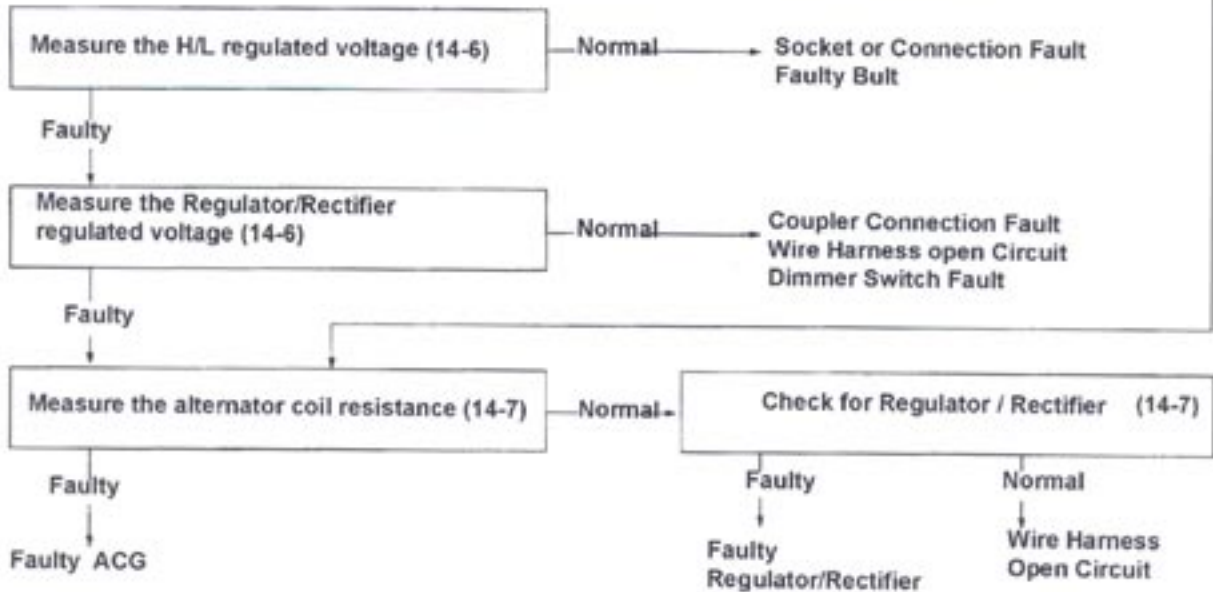 Measure the H/L regulated voltage (14-6)
Normal
Socket or Connection Fault
Faulty Bult
Faulty
Measure the Regulator/Rectifier
regulated voltage (14-6)
Normal
Coupler Connection Fault
Wire Harness open Circuit
Dimmer Switch Fault
Faulty
Measure the alternator coil resistance (14-7)
Normal
Check for Regulator / Rectifier (14-7)
Faulty
Faulty
Normal
Faulty ACG
Faulty
Regulator/Rectifier
Wire Harness
Open Circuit